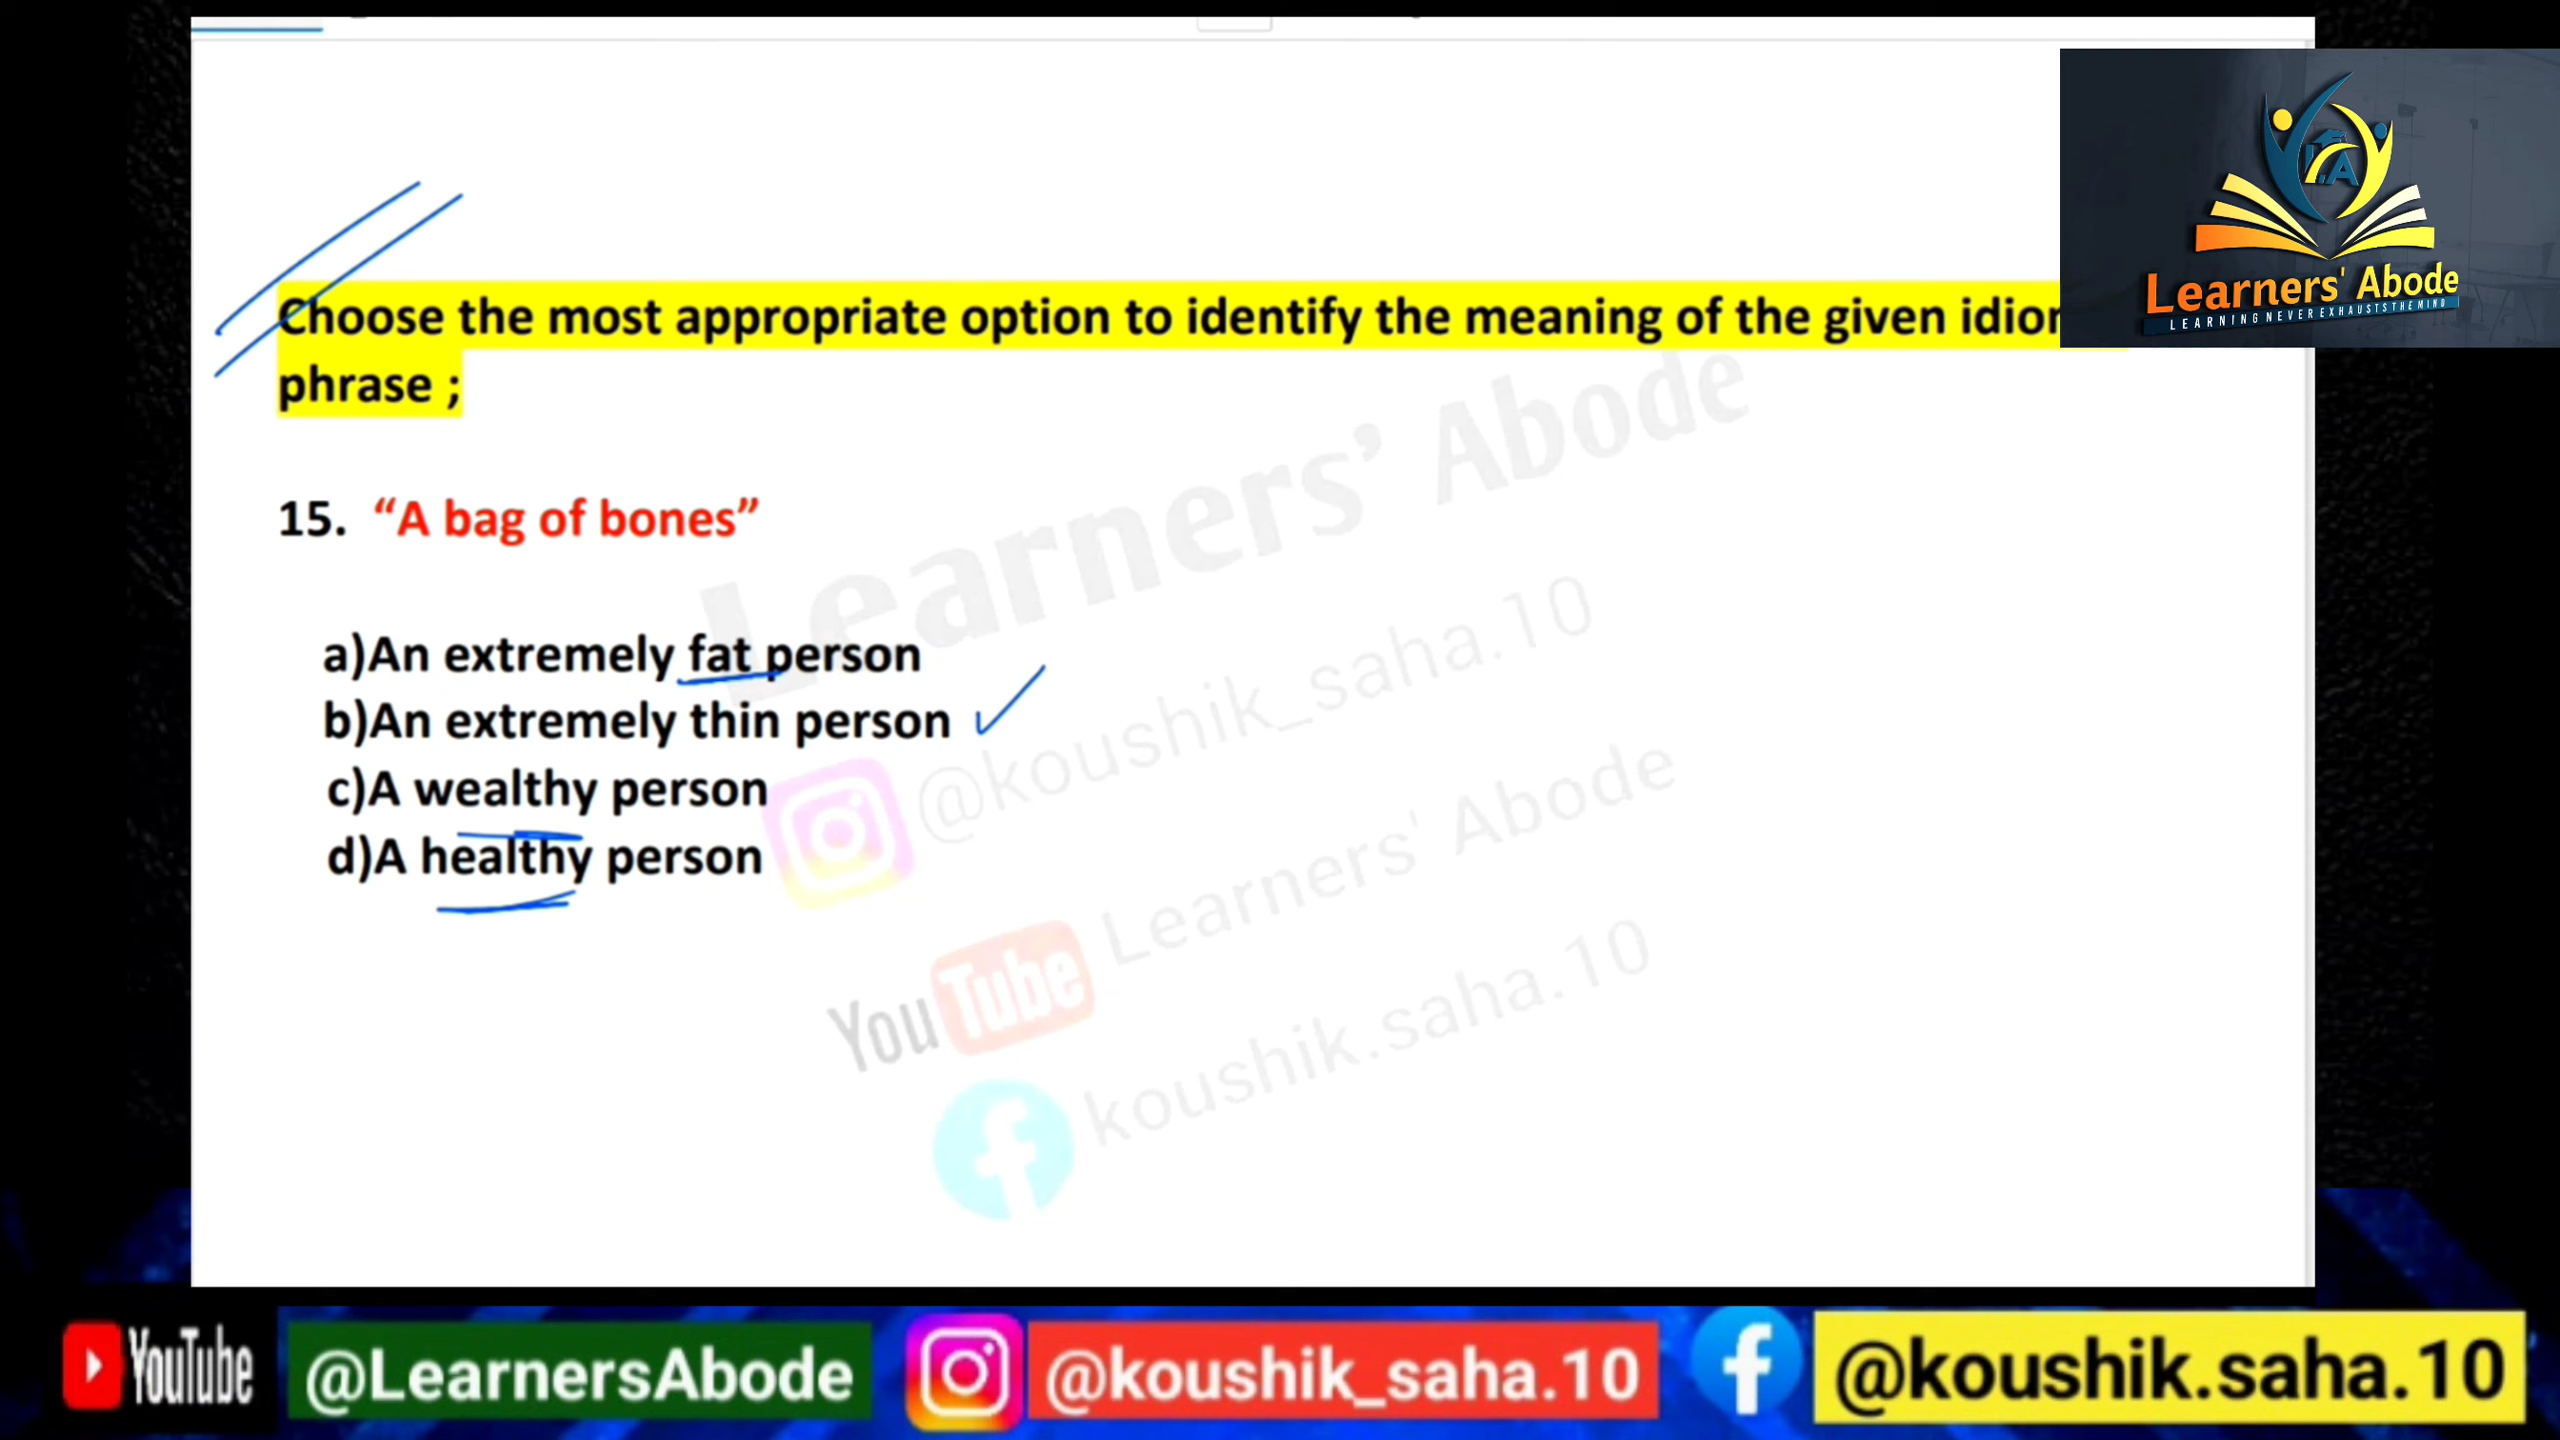 Learners' Abode
LEARNING NEVER EXHAUSTS THE MIND
Choose the most appropriate option to identify the meaning of the given
phrase ;
15. “A bag of bones”
a)An extremely fat person
b)An extremely thin person
c)A wealthy person
d)A healthy person
Learners’ Abode
@koushik_saha.10
YouTube Learners' Abode
koushik.saha.10
YouTube @LearnersAbode @koushik_saha.10 @koushik.saha.10